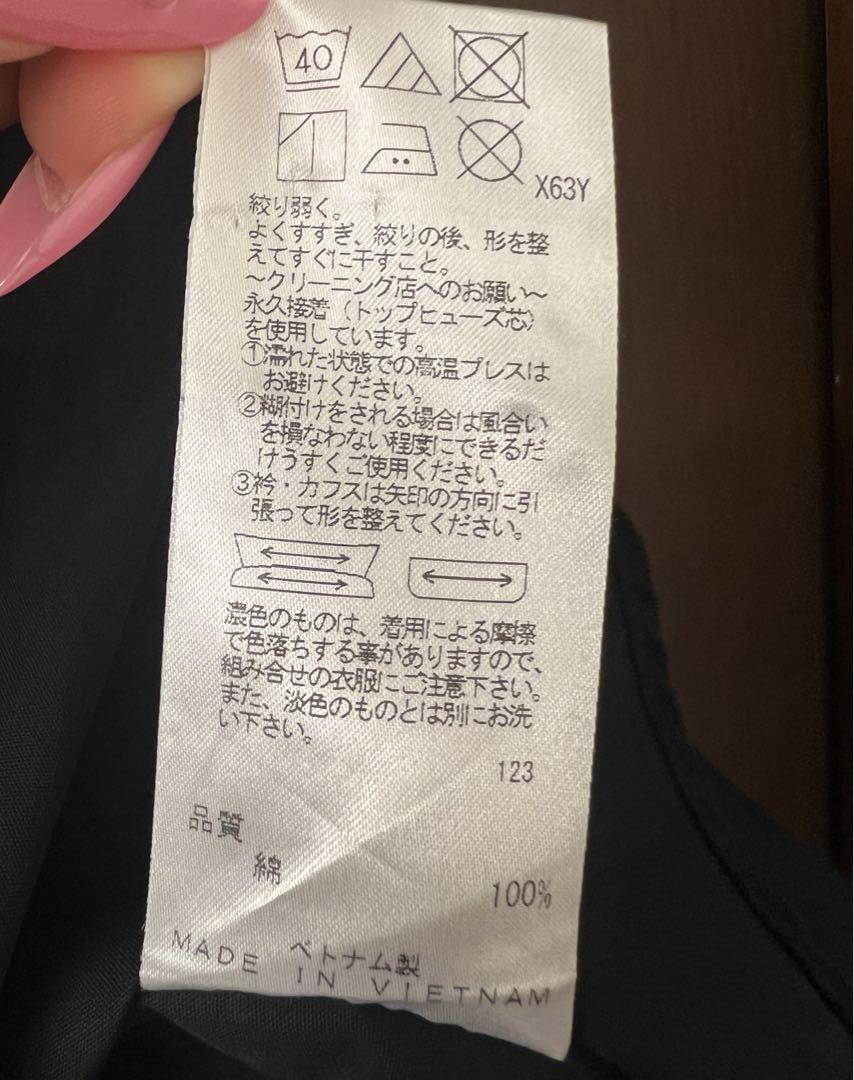 40
X63Y
絞り弱く。
よくすすぎ、絞りの後、形を整
えてすぐに干すこと。
〜クリーニング店へのお願い〜
永久接着(トップヒューズ芯)
を使用しています。
①濡れた状態での高温プレスは
お避けください。
②糊付けをされる場合は風合い
を損なわない程度にできるだ
けうすくご使用ください。
③衿・カフスは矢印の方向に引
張って形を整えてください。
濃色のものは、着用による摩擦
で色落ちする事がありますので、
組み合せの衣服にご注意下さい。
また、淡色のものとは別にお洗
い下さい。
123
品質
綿 100%
ベトナム製
MADE IN VIETNAM